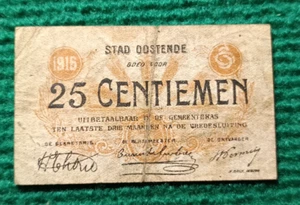 1915
STAD OOSTENDE
GOED VOOR
25 CENTIEMEN
UITBETAALBAAR IN DE GEMEENTEKAS
TEN LAATSTE DRIE MAANDEN NA DE VREDESLUITING
DE SECRETARIS, DE BURGEMEESTER, DE ONTVANGER